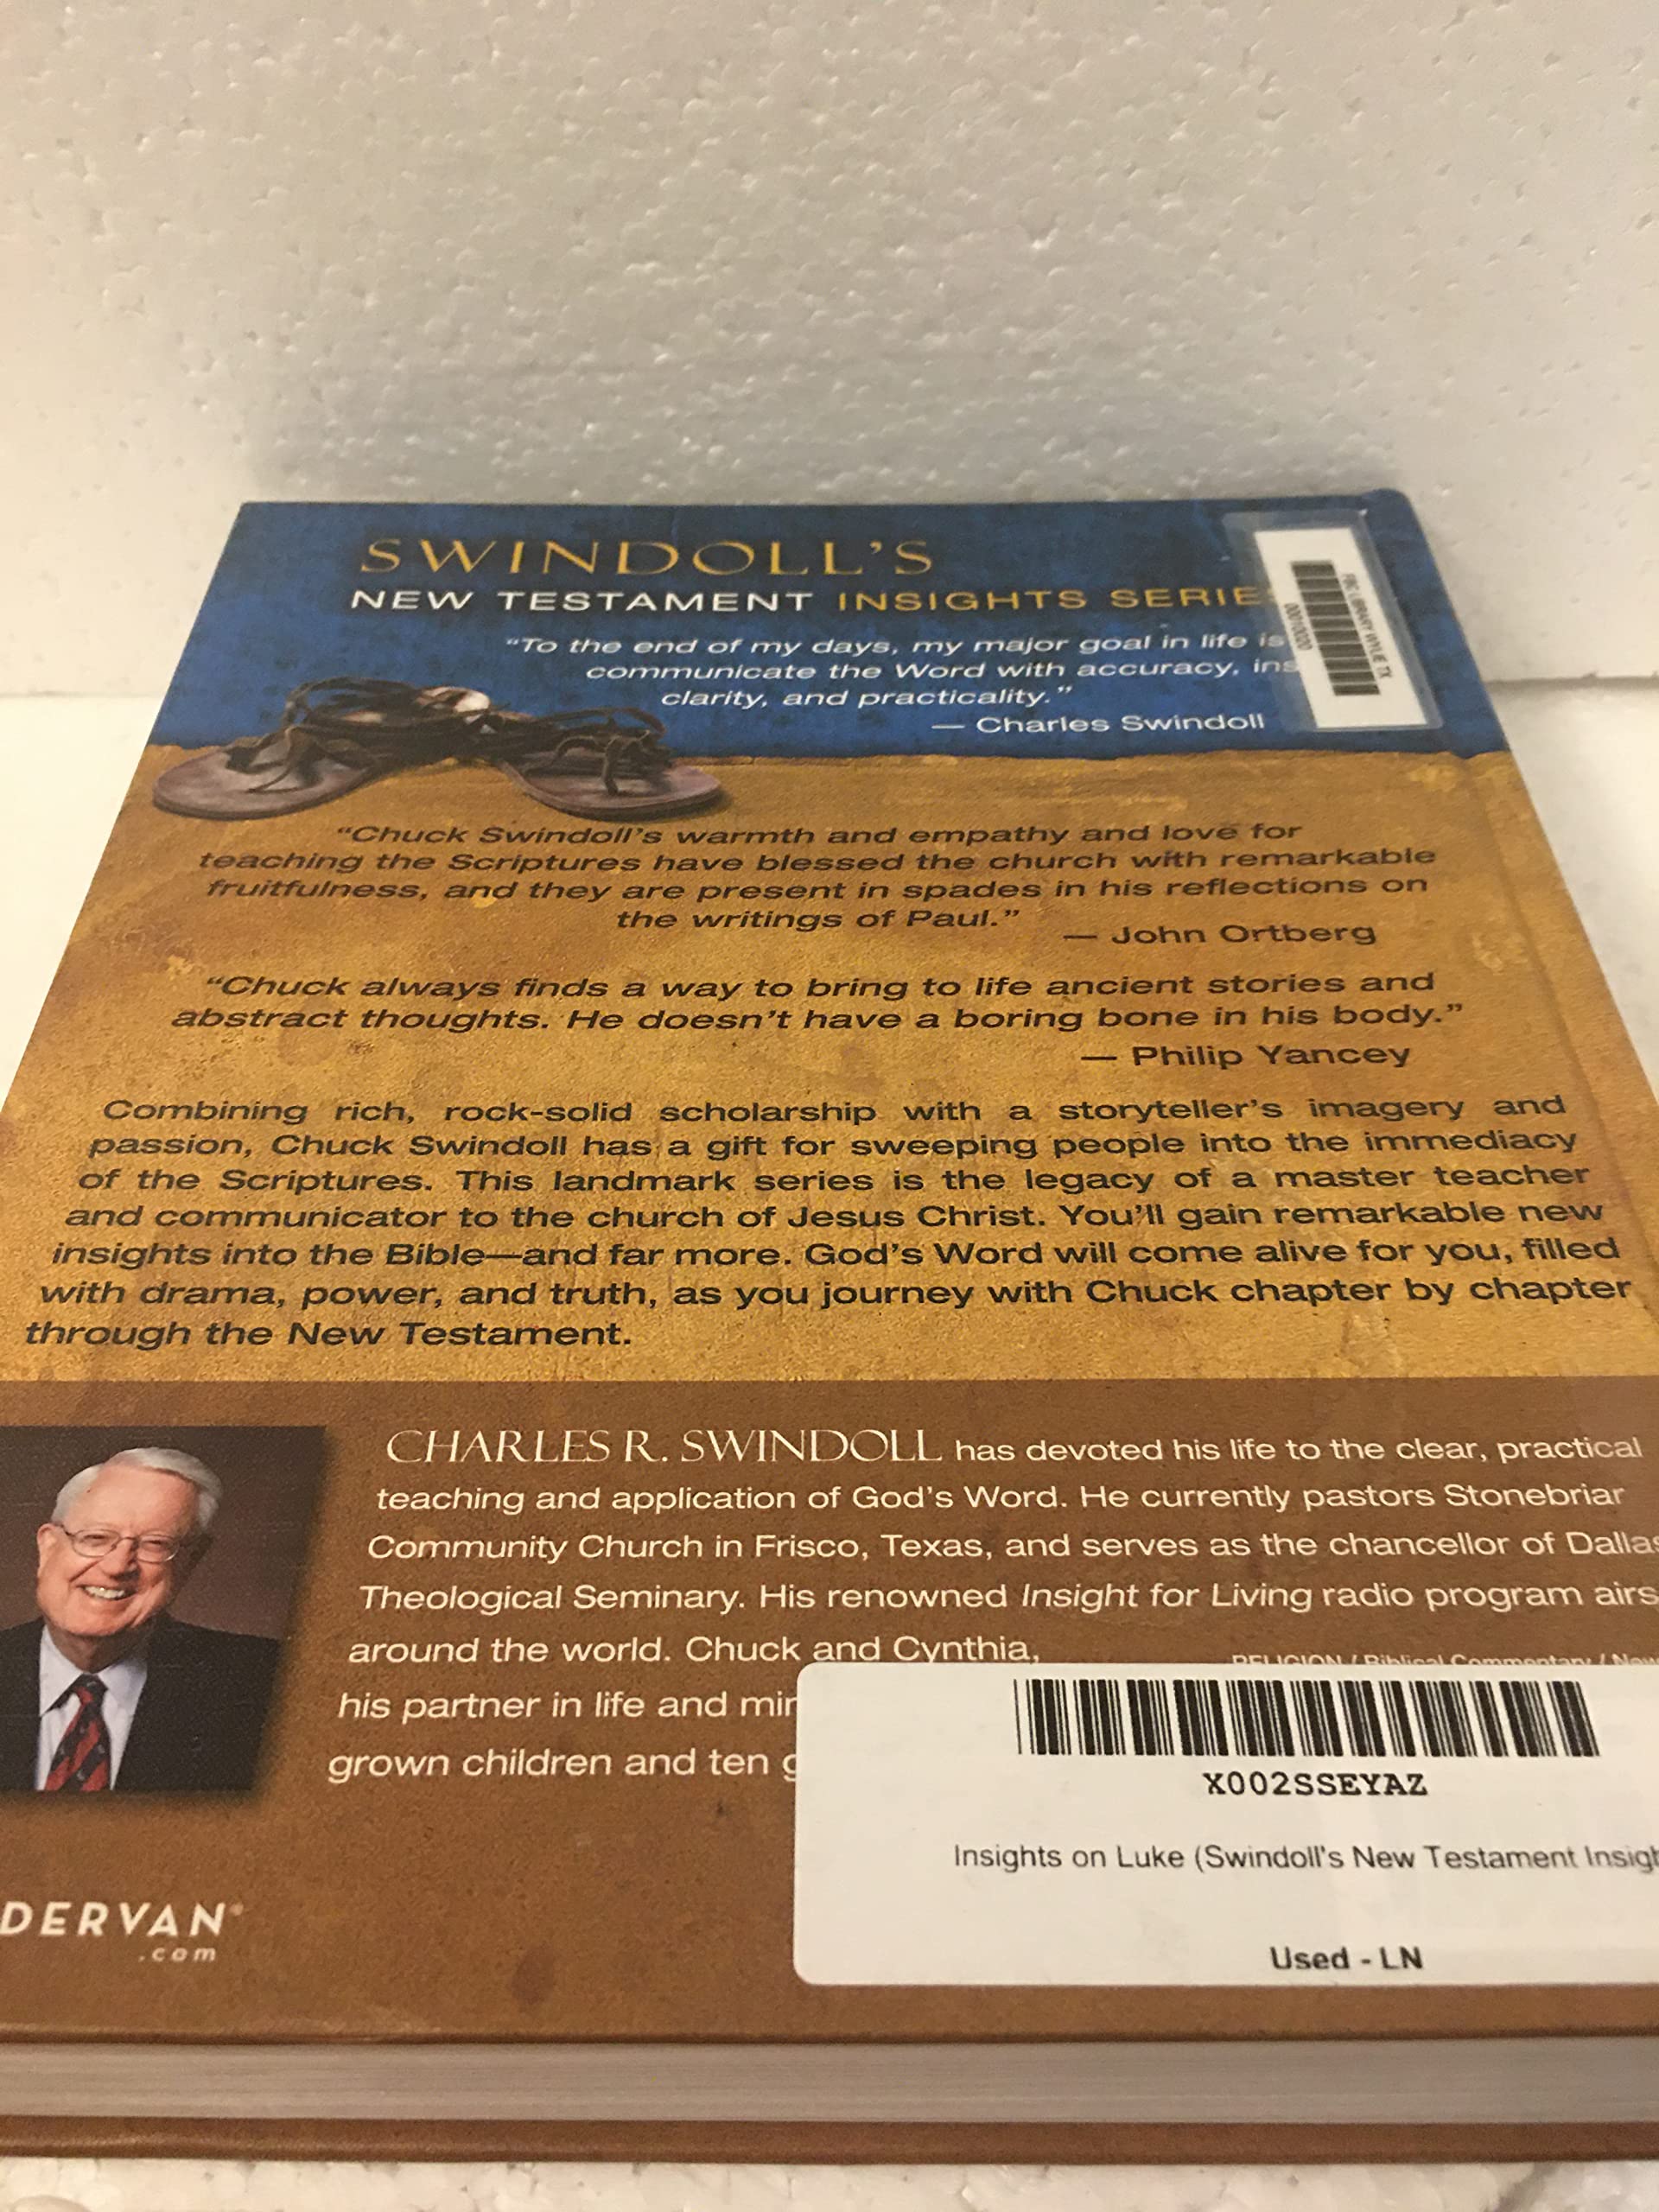 SWINDOLL'S
NEW TESTAMENT INSIGHTS SERIE
FBC LIBRARY WYLIE TX
"To the end of my days, my major goal in life is
communicate the Word with accuracy, ins
clarity, and practicality."
— Charles Swindoll
"Chuck Swindoll's warmth and empathy and love for
teaching the Scriptures have blessed the church with remarkable
fruitfulness, and they are present in spades in his reflections on
the writings of Paul."
— John Ortberg
"Chuck always finds a way to bring to life ancient stories and
abstract thoughts. He doesn't have a boring bone in his body."
— Philip Yancey
Combining rich, rock-solid scholarship with a storyteller's imagery and
passion, Chuck Swindoll has a gift for sweeping people into the immediacy
of the Scriptures. This landmark series is the legacy of a master teacher
and communicator to the church of Jesus Christ. You'll gain remarkable new
insights into the Bible—and far more. God's Word will come alive for you, filled
with drama, power, and truth, as you journey with Chuck chapter by chapter
through the New Testament.
CHARLES R. SWINDOLL has devoted his life to the clear, practical
teaching and application of God's Word. He currently pastors Stonebriar
Community Church in Frisco, Texas, and serves as the chancellor of Dallas
Theological Seminary. His renowned Insight for Living radio program airs
around the world. Chuck and Cynthia,
his partner in life and min
grown children and ten g
RELIGION / Biblical Commentary / New
X002SSEYAZ
Insights on Luke (Swindoll's New Testament Insigh
Used - LN
DERVAN®
.com